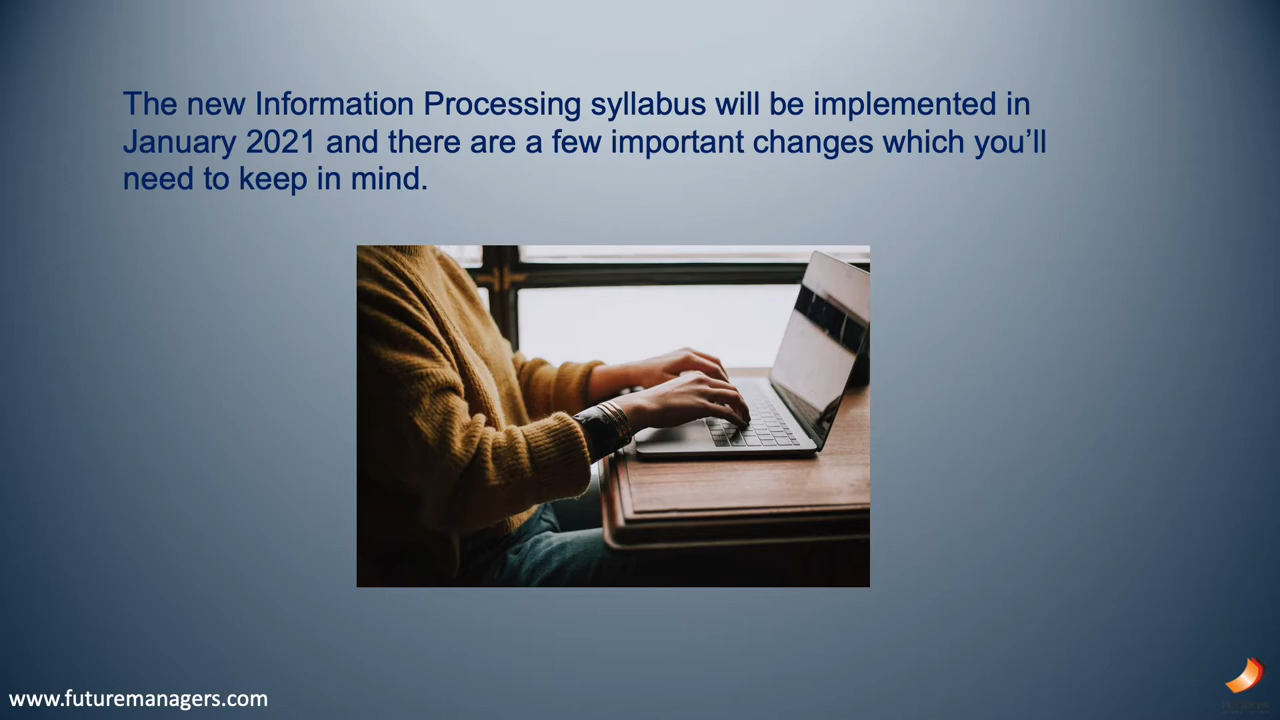 The new Information Processing syllabus will be implemented in
January 2021 and there are a few important changes which you’ll
need to keep in mind.
www.futuremanagers.com